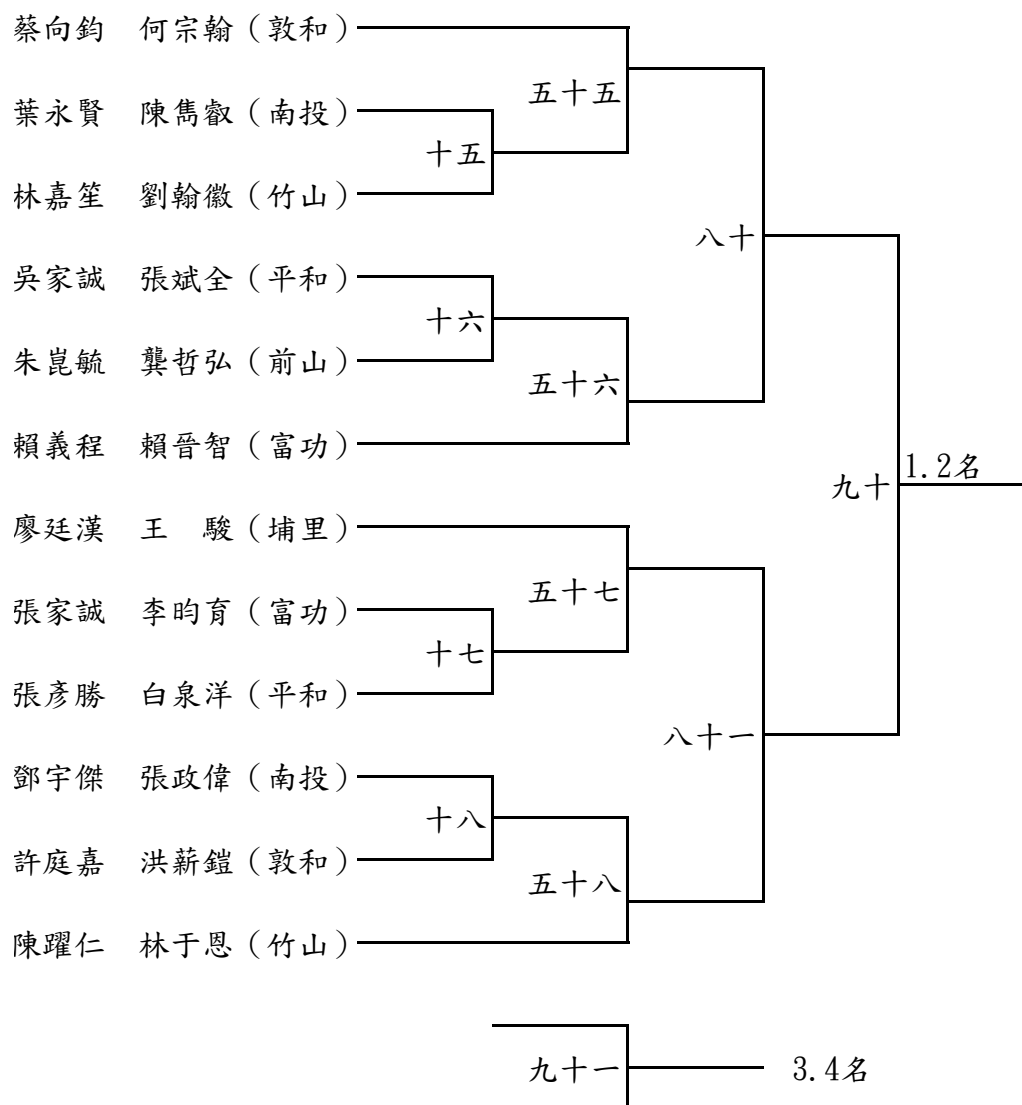 蔡向鈞　何宗翰（敦和）
五十五
葉永賢　陳雋叡（南投）
十五
林嘉笙　劉翰徽（竹山）
八十
吳家誠　張斌全（平和）
十六
朱崑毓　龔哲弘（前山）
五十六
賴義程　賴晉智（富功）
1.2名
九十
廖廷漢　王　駿（埔里）
五十七
張家誠　李昀育（富功）
十七
張彥勝　白泉洋（平和）
八十一
鄧宇傑　張政偉（南投）
十八
許庭嘉　洪薪鎧（敦和）
五十八
陳躍仁　林于恩（竹山）
九十一　3.4名